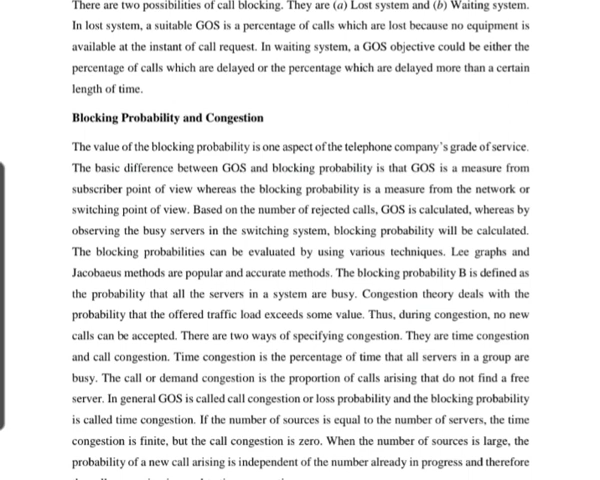 There are two possibilities of call blocking. They are (a) Lost system and (b) Waiting system.
In lost system, a suitable GOS is a percentage of calls which are lost because no equipment is
available at the instant of call request. In waiting system, a GOS objective could be either the
percentage of calls which are delayed or the percentage which are delayed more than a certain
length of time.
Blocking Probability and Congestion
The value of the blocking probability is one aspect of the telephone company's grade of service.
The basic difference between GOS and blocking probability is that GOS is a measure from
subscriber point of view whereas the blocking probability is a measure from the network or
switching point of view. Based on the number of rejected calls, GOS is calculated, whereas by
observing the busy servers in the switching system, blocking probability will be calculated.
The blocking probabilities can be evaluated by using various techniques. Lee graphs and
Jacobaeus methods are popular and accurate methods. The blocking probability B is defined as
the probability that all the servers in a system are busy. Congestion theory deals with the
probability that the offered traffic load exceeds some value. Thus, during congestion, no new
calls can be accepted. There are two ways of specifying congestion. They are time congestion
and call congestion. Time congestion is the percentage of time that all servers in a group are
busy. The call or demand congestion is the proportion of calls arising that do not find a free
server. In general GOS is called call congestion or loss probability and the blocking probability
is called time congestion. If the number of sources is equal to the number of servers, the time
congestion is finite, but the call congestion is zero. When the number of sources is large, the
probability of a new call arising is independent of the number already in progress and therefore